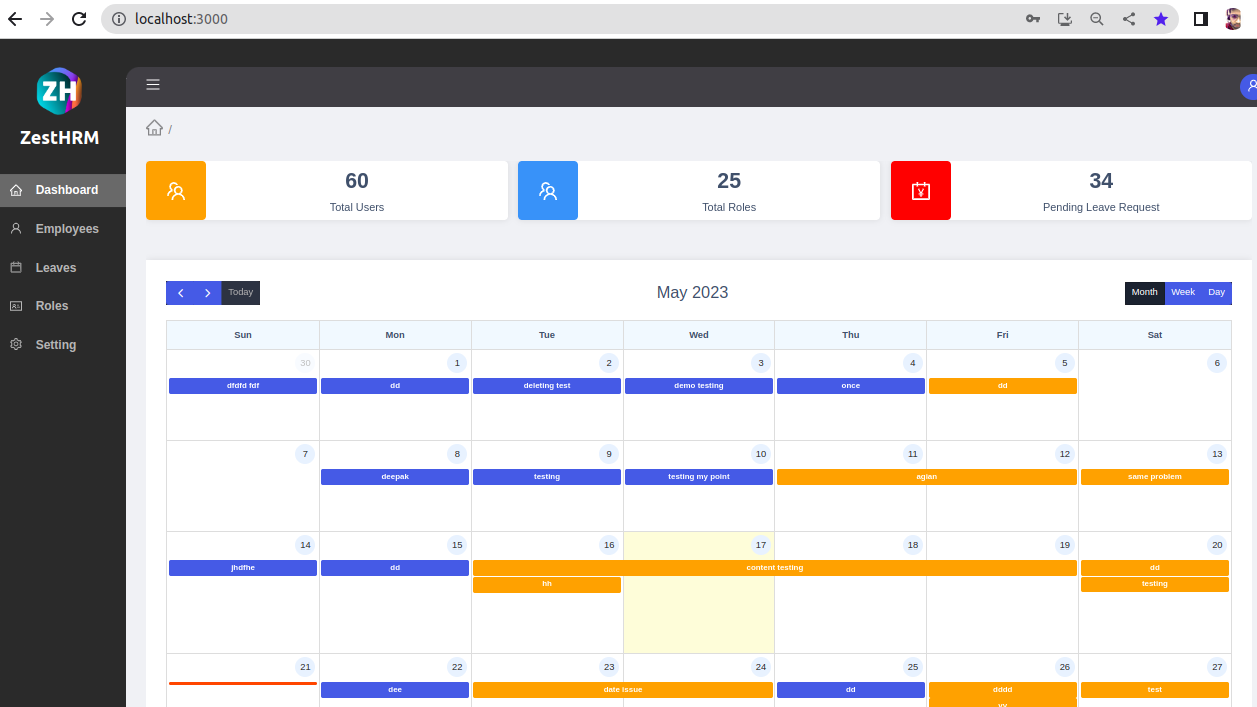 localhost:3000
ZH
ZestHRM
Dashboard
Employees
Leaves
Roles
Setting
/
60
Total Users
25
Total Roles
34
Pending Leave Request
Today
May 2023
Month Week Day
Sun Mon Tue Wed Thu Fri Sat
30 1 2 3 4 5 6
dfdfd fdf dd deleting test demo testing once dd
7 8 9 10 11 12 13
deepak testing testing my point agian same problem
14 15 16 17 18 19 20
jhdfhe dd content testing dd
hh testing
21 22 23 24 25 26 27
dee date issue dd dddd test